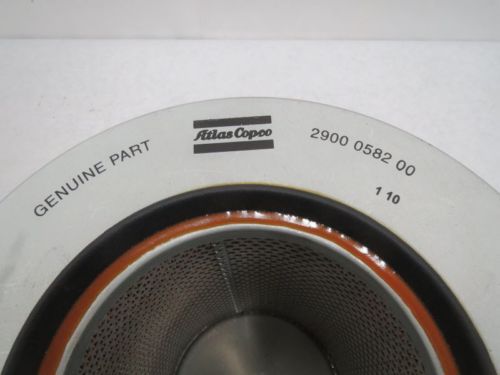 GENUINE PART
Atlas Copco
2900 0582 00
1 10